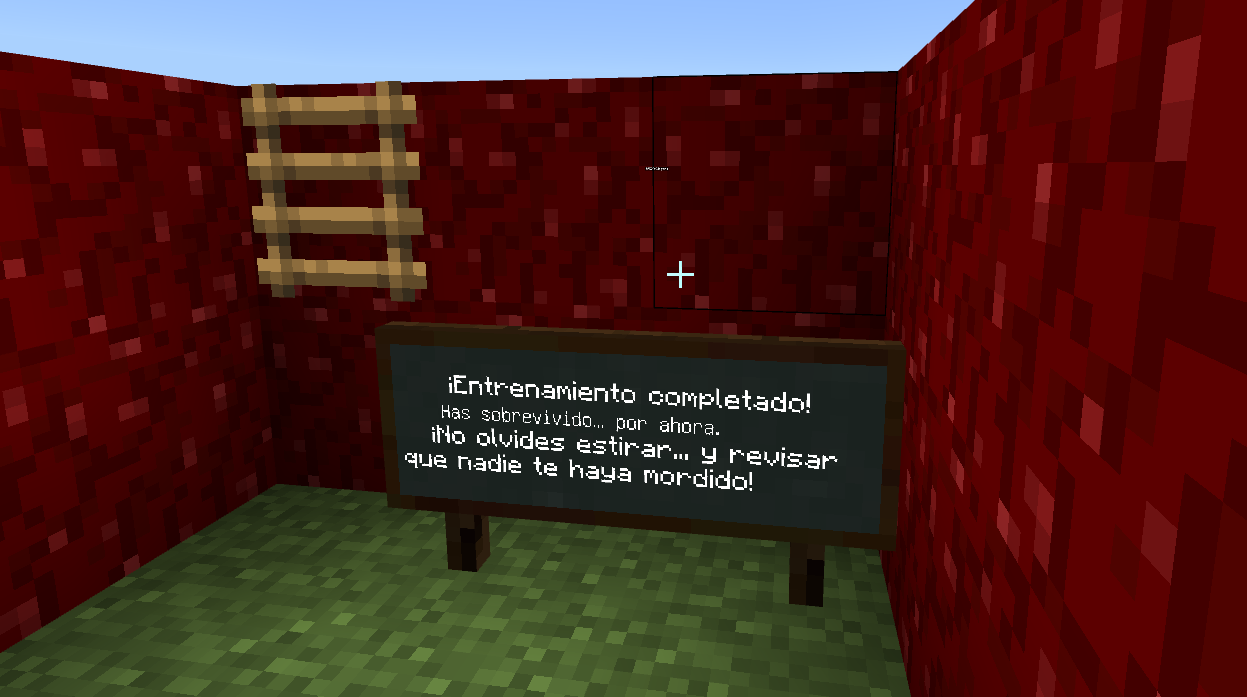 ¡Entrenamiento completado!
Has sobrevivido... por ahora.
¡No olvides estirar... y revisar
que nadie te haya mordido!